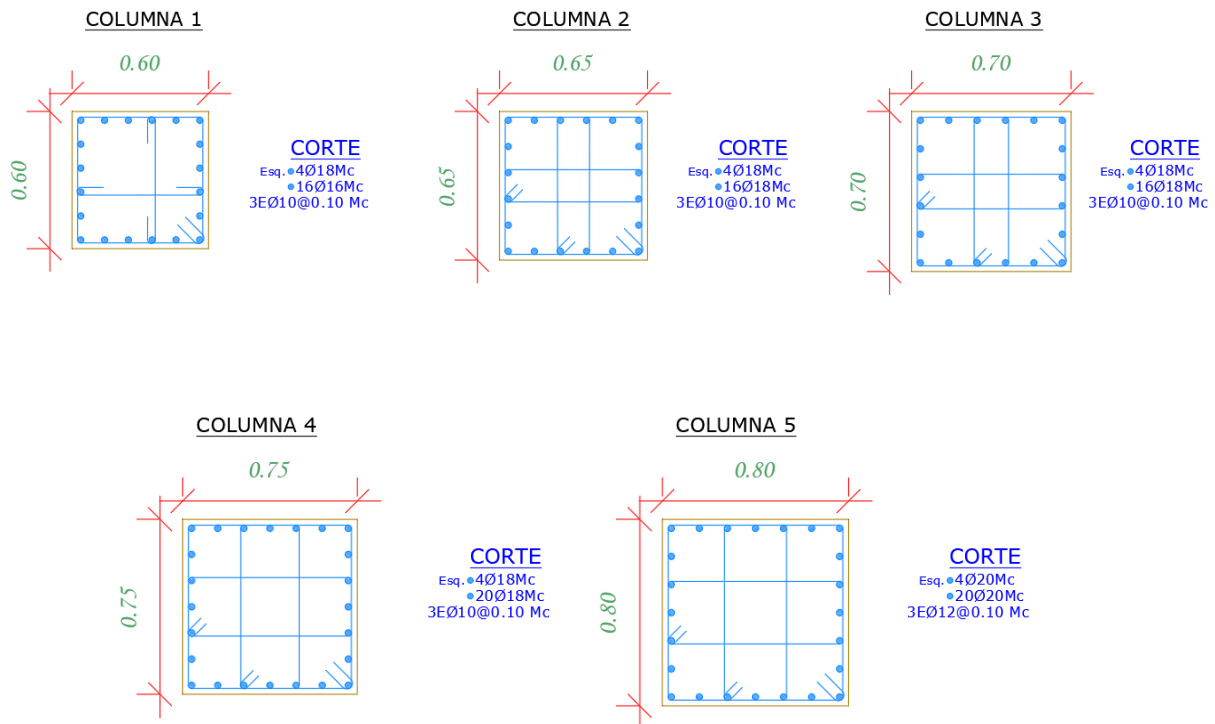 COLUMNA 1
0.60
0.60
CORTE
Esq. 4Ø18Mc
16Ø16Mc
3EØ10@0.10 Mc
COLUMNA 2
0.65
0.65
CORTE
Esq. 4Ø18Mc
16Ø18Mc
3EØ10@0.10 Mc
COLUMNA 3
0.70
0.70
CORTE
Esq. 4Ø18Mc
16Ø18Mc
3EØ10@0.10 Mc
COLUMNA 4
0.75
0.75
CORTE
Esq. 4Ø18Mc
20Ø18Mc
3EØ10@0.10 Mc
COLUMNA 5
0.80
0.80
CORTE
Esq. 4Ø20Mc
20Ø20Mc
3EØ12@0.10 Mc